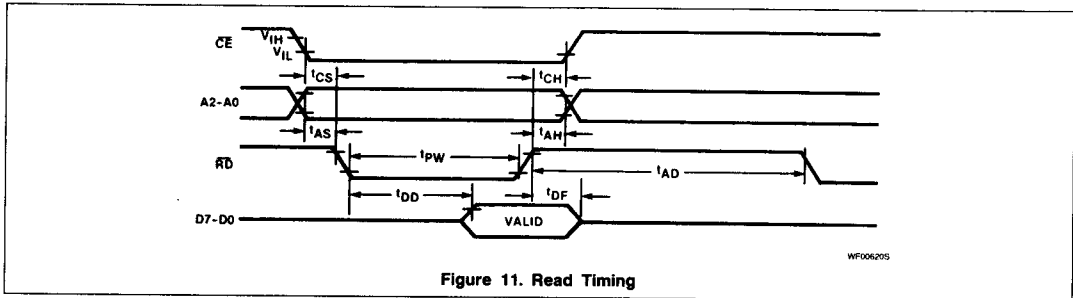 CE
VIH
VIL
tCS
tCH
A2-A0
tAS
tAH
RD
tPW
tAD
tDD
tDF
D7-D0
VALID
WF00620S
Figure 11. Read Timing